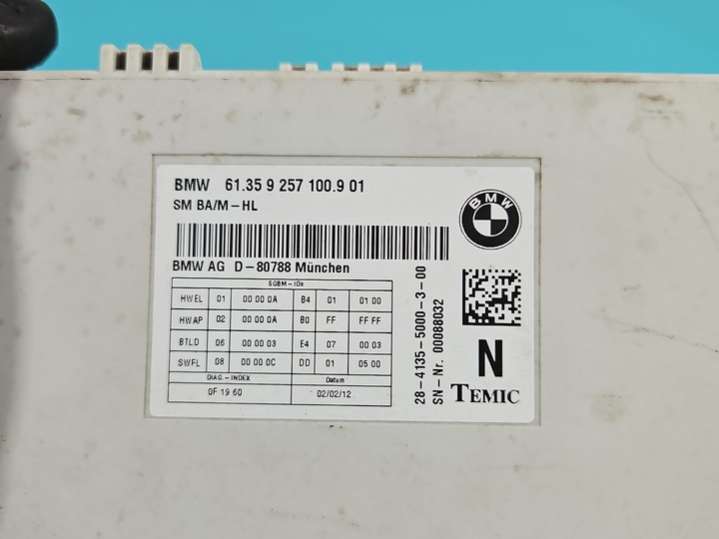 BMW 61.35 9 257 100.9 01
SM BA/M-HL
BMW
BMW AG D-80788 München
SGBM-IDs
HWEL 01 00 00 0A B4 01 01 00
HWAP 02 00 00 0A B0 FF FF FF
BTLD 06 00 00 03 E4 07 00 03
SWFL 08 00 00 0C DD 01 05 00
DIAG.-INDEX Datum
0F 19 60 02/02/12
28-4135-5000-3-00
SN-Nr. 00088032
N
TEMIC